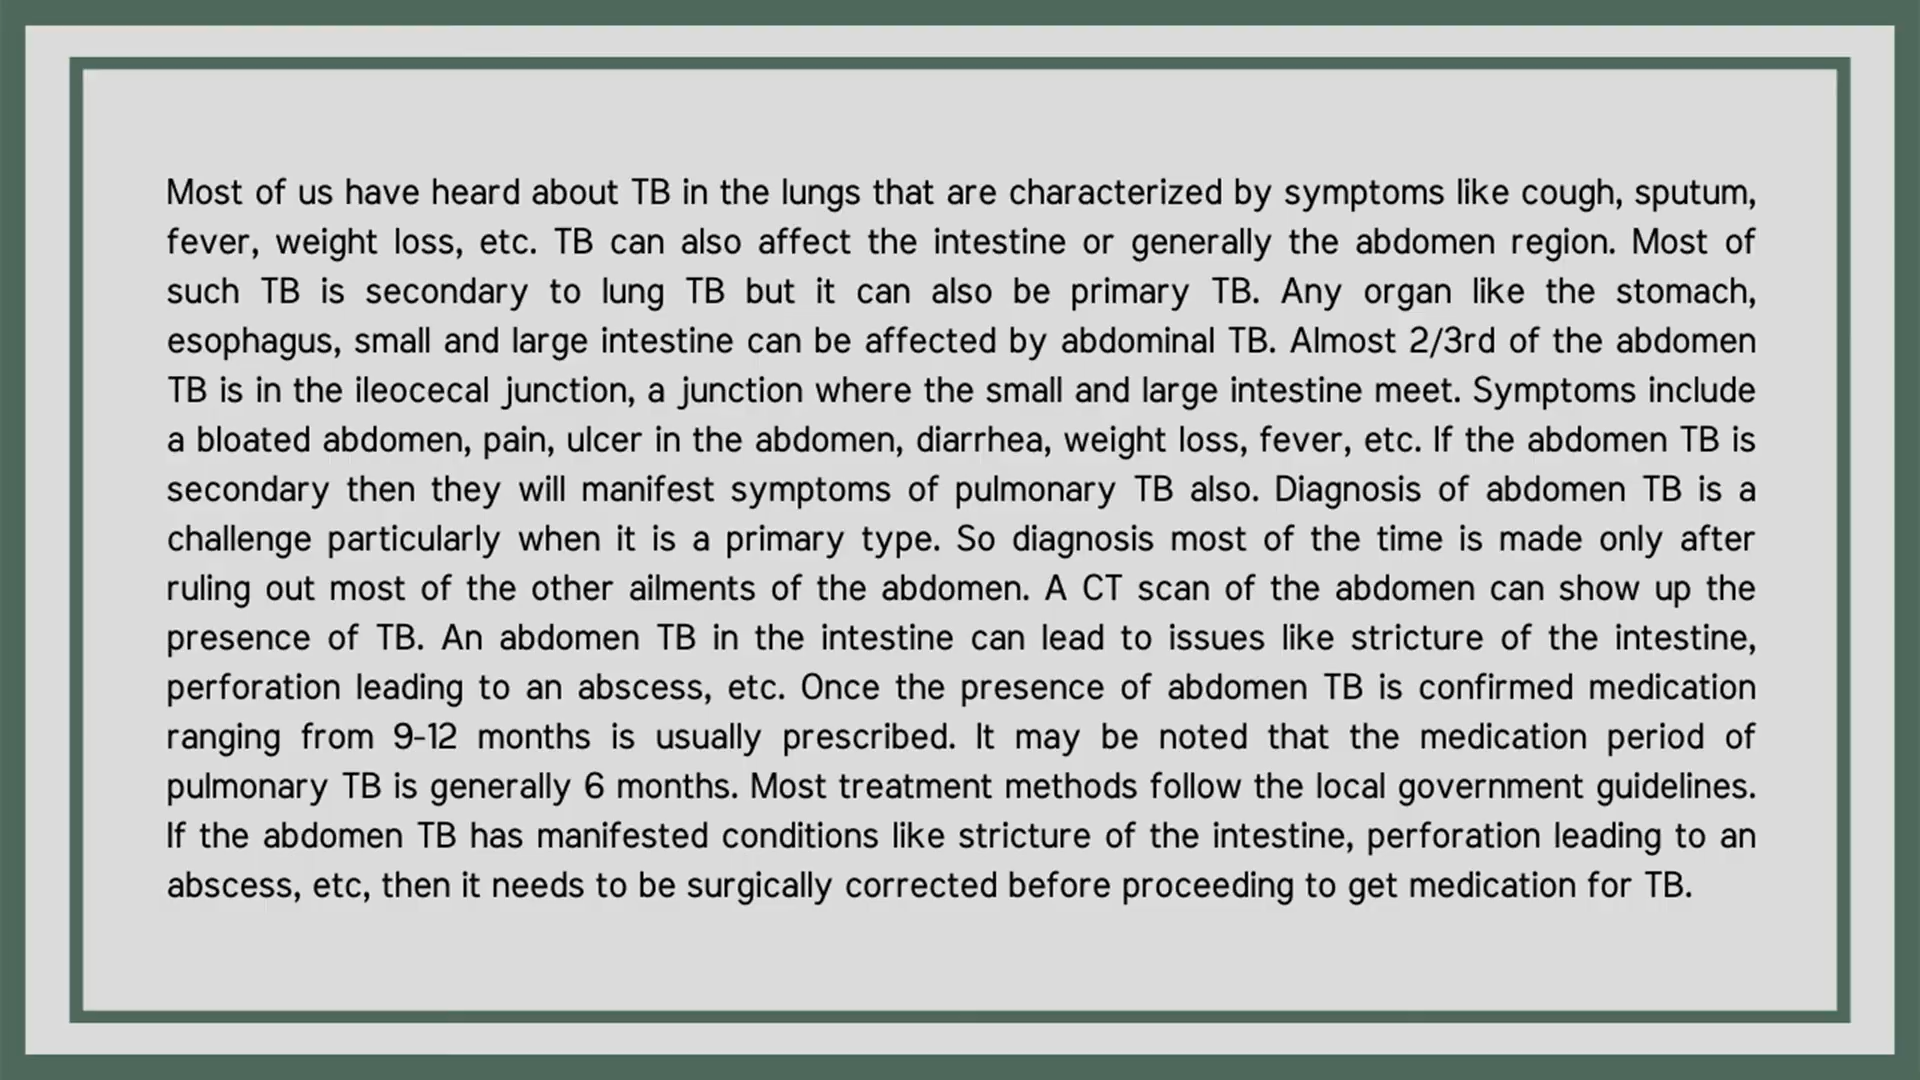 Most of us have heard about TB in the lungs that are characterized by symptoms like cough, sputum,
fever, weight loss, etc. TB can also affect the intestine or generally the abdomen region. Most of
such TB is secondary to lung TB but it can also be primary TB. Any organ like the stomach,
esophagus, small and large intestine can be affected by abdominal TB. Almost 2/3rd of the abdomen
TB is in the ileocecal junction, a junction where the small and large intestine meet. Symptoms include
a bloated abdomen, pain, ulcer in the abdomen, diarrhea, weight loss, fever, etc. If the abdomen TB is
secondary then they will manifest symptoms of pulmonary TB also. Diagnosis of abdomen TB is a
challenge particularly when it is a primary type. So diagnosis most of the time is made only after
ruling out most of the other ailments of the abdomen. A CT scan of the abdomen can show up the
presence of TB. An abdomen TB in the intestine can lead to issues like stricture of the intestine,
perforation leading to an abscess, etc. Once the presence of abdomen TB is confirmed medication
ranging from 9-12 months is usually prescribed. It may be noted that the medication period of
pulmonary TB is generally 6 months. Most treatment methods follow the local government guidelines.
If the abdomen TB has manifested conditions like stricture of the intestine, perforation leading to an
abscess, etc, then it needs to be surgically corrected before proceeding to get medication for TB.